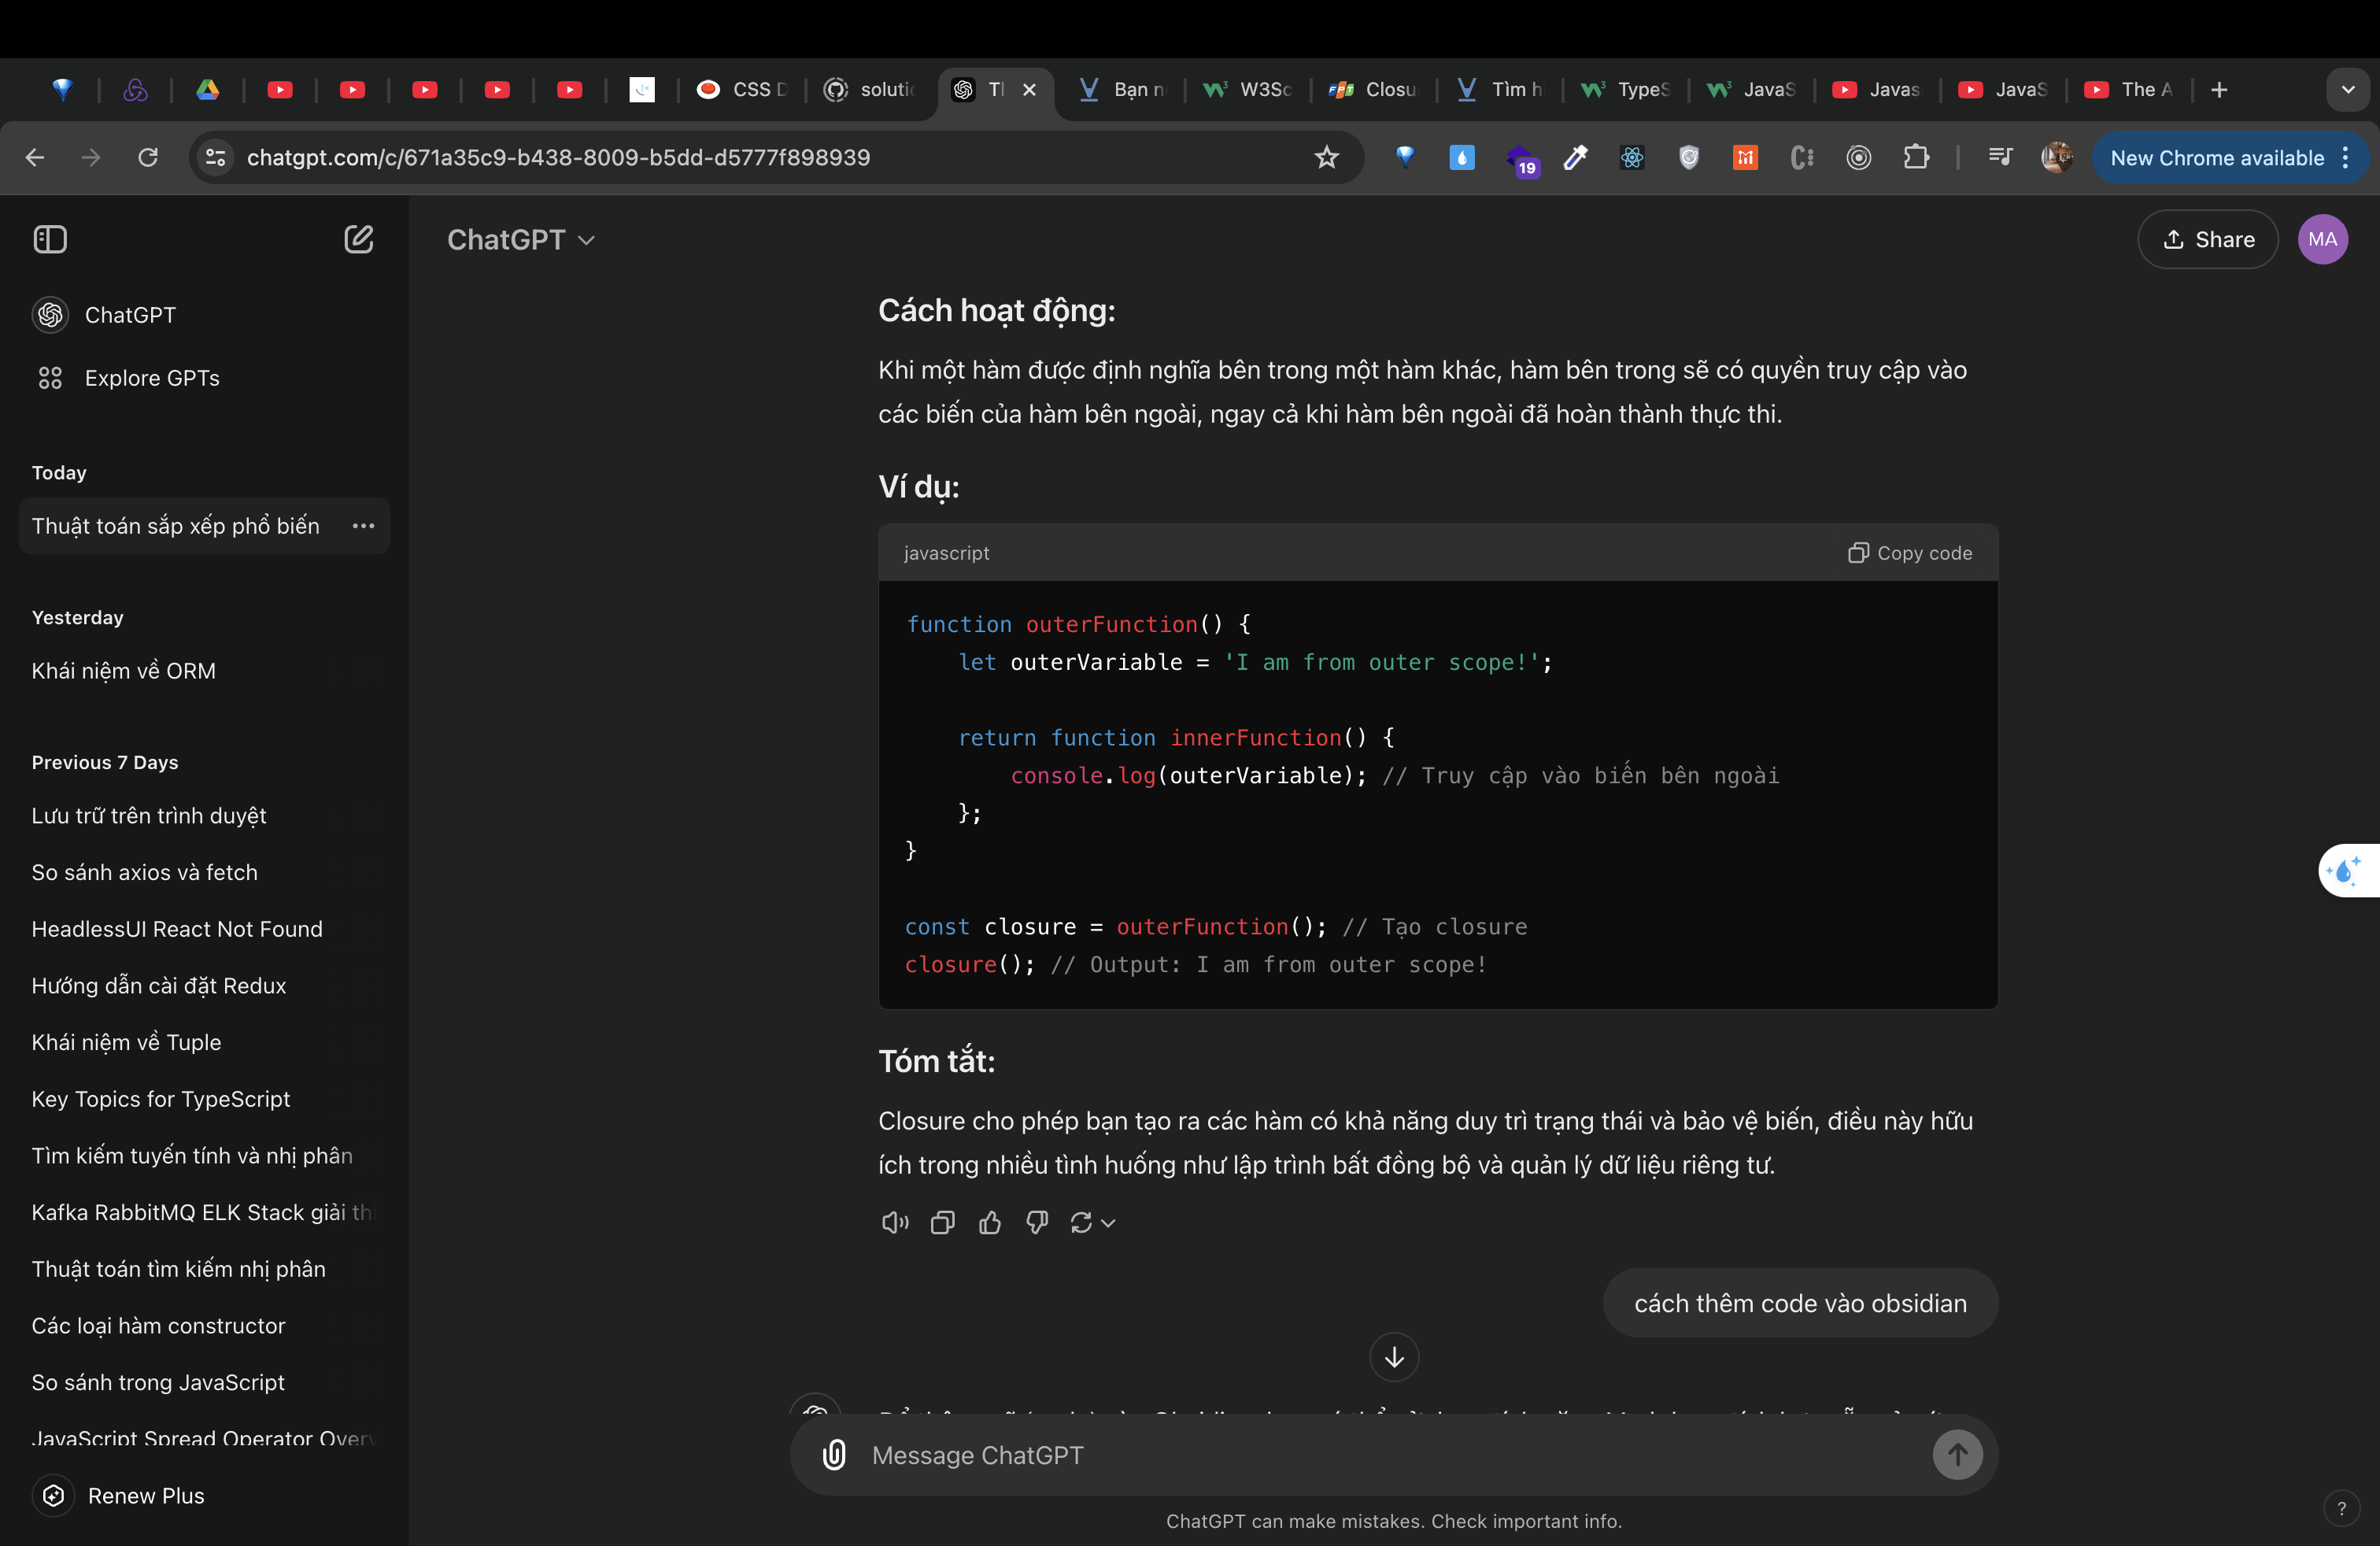 CSS D
soluti
Bạn n
W3Sc
Closu
Tìm h
TypeS
JavaS
Javas
JavaS
The A
chatgpt.com/c/671a35c9-b438-8009-b5dd-d5777f898939
19
New Chrome available
ChatGPT
Share
MA
ChatGPT
Explore GPTs
Today
Thuật toán sắp xếp phổ biến
Yesterday
Khái niệm về ORM
Previous 7 Days
Lưu trữ trên trình duyệt
So sánh axios và fetch
HeadlessUI React Not Found
Hướng dẫn cài đặt Redux
Khái niệm về Tuple
Key Topics for TypeScript
Tìm kiếm tuyến tính và nhị phân
Kafka RabbitMQ ELK Stack giải th
Thuật toán tìm kiếm nhị phân
Các loại hàm constructor
So sánh trong JavaScript
JavaScript Spread Operator Overv
Renew Plus
Cách hoạt động:
Khi một hàm được định nghĩa bên trong một hàm khác, hàm bên trong sẽ có quyền truy cập vào
các biến của hàm bên ngoài, ngay cả khi hàm bên ngoài đã hoàn thành thực thi.
Ví dụ:
javascript
Copy code
function outerFunction() {
let outerVariable = 'I am from outer scope!';
return function innerFunction() {
console.log(outerVariable); // Truy cập vào biến bên ngoài
};
}
const closure = outerFunction(); // Tạo closure
closure(); // Output: I am from outer scope!
Tóm tắt:
Closure cho phép bạn tạo ra các hàm có khả năng duy trì trạng thái và bảo vệ biến, điều này hữu
ích trong nhiều tình huống như lập trình bất đồng bộ và quản lý dữ liệu riêng tư.
cách thêm code vào obsidian
Message ChatGPT
ChatGPT can make mistakes. Check important info.
?